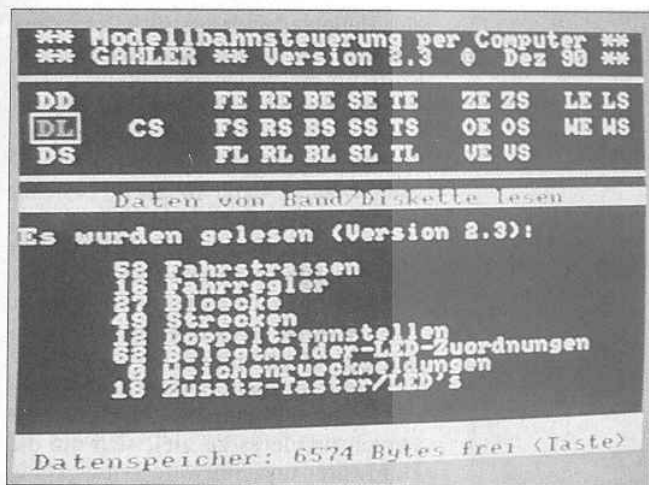 ** Modellbahnsteuerung per Computer **
** GAHLER ** Version 2.3 @ Dez 90 **
DD FE RE BE SE TE ZE ZS LE LS
DL CS FS RS BS SS TS OE OS WE WS
DS FL RL BL SL TL VE VS
Daten von Band/Diskette lesen
Es wurden gelesen (Version 2.3):
52 Fahrstrassen
16 Fahrregler
27 Bloecke
49 Strecken
12 Doppeltrennstellen
62 Belegtmelder-LED-Zuordnungen
0 Weichenrueckmeldungen
18 Zusatz-Taster/LED's
Datenspeicher: 6574 Bytes frei <Taste>